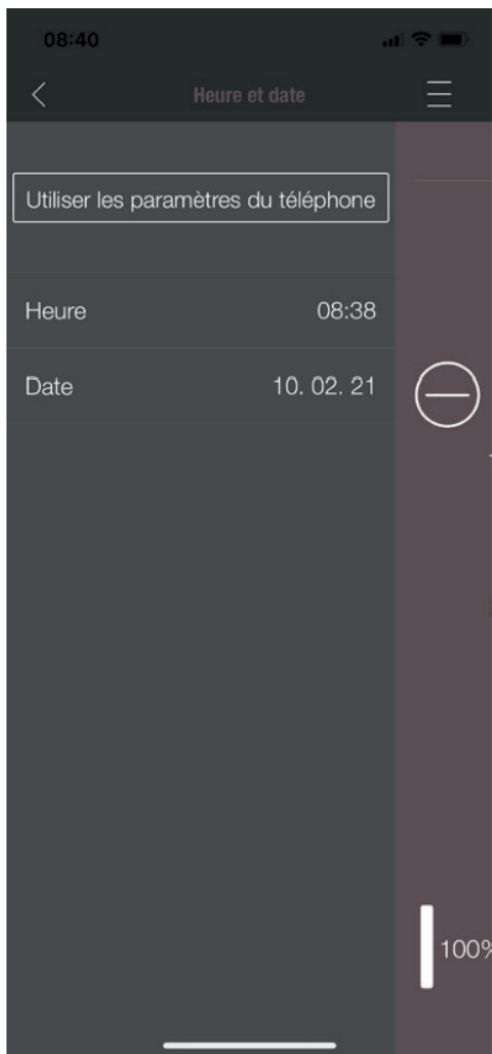 08:40
Heure et date
Utiliser les paramètres du téléphone
Heure 08:38
Date 10. 02. 21
100%